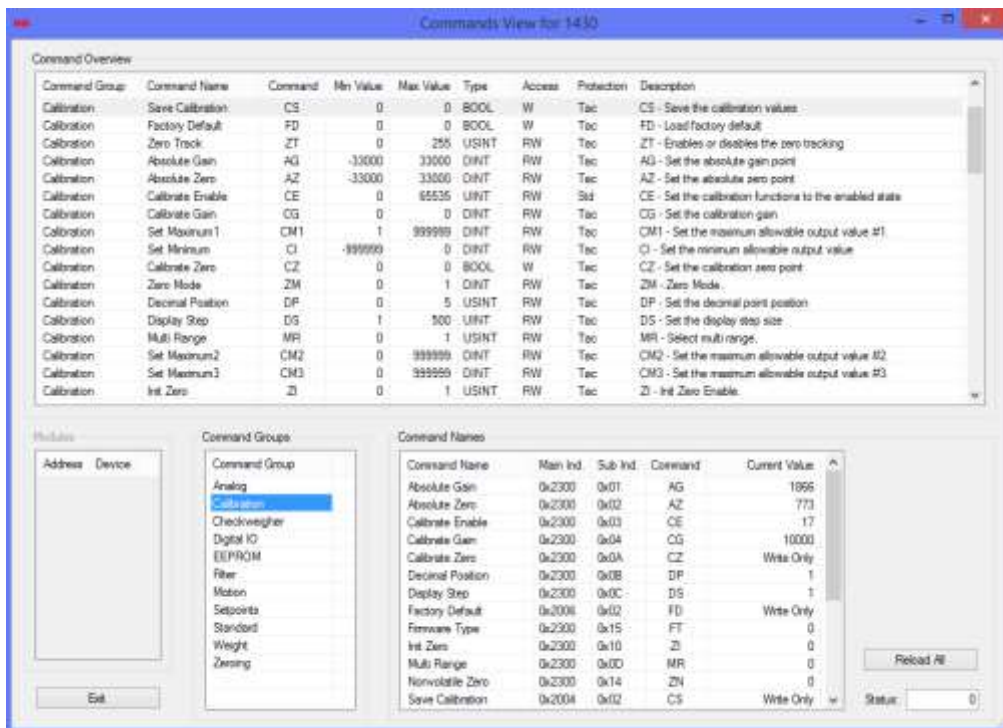 Commands View for 1430
Command Overview
Command Group Command Name Command Min Value Max Value Type Access Protection Description
Calibration Save Calibration CS 0 0 BOOL W Tac CS - Save the calibration values
Calibration Factory Default FD 0 0 BOOL W Tac FD - Load factory default
Calibration Zero Track ZT 0 255 USINT RW Tac ZT - Enables or disables the zero tracking
Calibration Absolute Gain AG -33000 33000 DINT RW Tac AG - Set the absolute gain point
Calibration Absolute Zero AZ -33000 33000 DINT RW Tac AZ - Set the absolute zero point
Calibration Calibrate Enable CE 0 65535 UINT RW Std CE - Set the calibration functions to the enabled state
Calibration Calibrate Gain CG 0 0 DINT RW Tac CG - Set the calibration gain
Calibration Set Maximum1 CM1 1 999999 DINT RW Tac CM1 - Set the maximum allowable output value #1
Calibration Set Minimum CI -999999 0 DINT RW Tac CI - Set the minimum allowable output value
Calibration Calibrate Zero CZ 0 0 BOOL W Tac CZ - Set the calibration zero point
Calibration Zero Mode ZM 0 1 DINT RW Tac ZM - Zero Mode.
Calibration Decimal Position DP 0 5 USINT RW Tac DP - Set the decimal point position
Calibration Display Step DS 1 500 UINT RW Tac DS - Set the display step size
Calibration Multi Range MR 0 1 USINT RW Tac MR - Select multi range.
Calibration Set Maximum2 CM2 0 999999 DINT RW Tac CM2 - Set the maximum allowable output value #2
Calibration Set Maximum3 CM3 0 999999 DINT RW Tac CM3 - Set the maximum allowable output value #3
Calibration Init Zero ZI 0 1 USINT RW Tac ZI - Init Zero Enable.
Modules
Address Device
Exit
Command Groups
Command Group
Analog
Calibration
Checkweigher
Digital IO
EEPROM
Filter
Motion
Setpoints
Standard
Weight
Zeroing
Command Names
Command Name Main Ind. Sub Ind. Command Current Value
Absolute Gain 0x2300 0x01 AG 1866
Absolute Zero 0x2300 0x02 AZ 773
Calibrate Enable 0x2300 0x03 CE 17
Calibrate Gain 0x2300 0x04 CG 10000
Calibrate Zero 0x2300 0x0A CZ Write Only
Decimal Position 0x2300 0x0B DP 1
Display Step 0x2300 0x0C DS 1
Factory Default 0x2006 0x02 FD Write Only
Firmware Type 0x2300 0x15 FT 0
Init Zero 0x2300 0x10 ZI 0
Multi Range 0x2300 0x0D MR 0
Nonvolatile Zero 0x2300 0x14 ZN 0
Save Calibration 0x2004 0x02 CS Write Only
Reload All
Status: 0